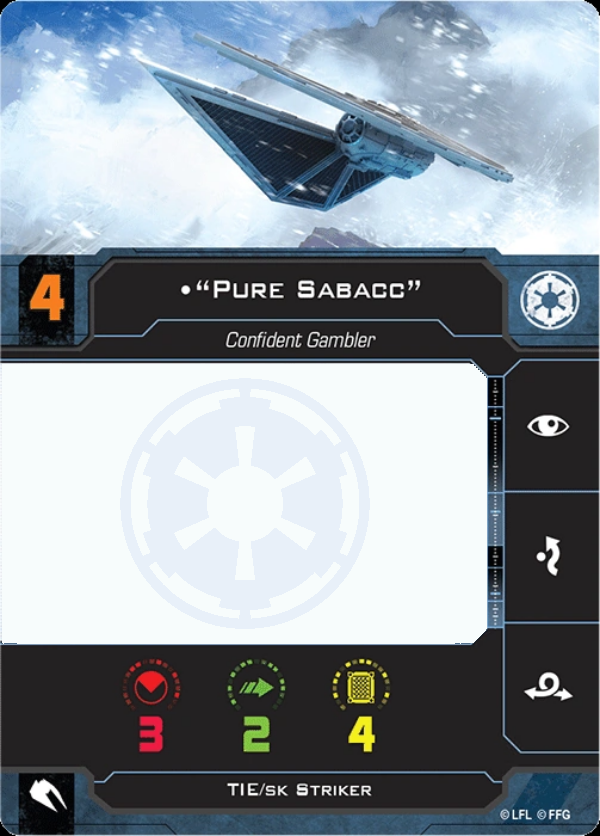 4
•“Pure Sabacc”
Confident Gambler
3 2 4
TIE/sk Striker
© LFL © FFG